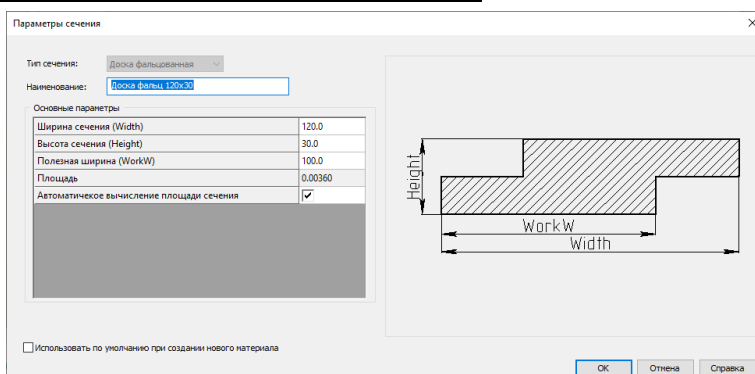 Параметры сечения
Тип сечения: Доска фальцованная
Наименование: Доска фальц 120x30
Основные параметры
Ширина сечения (Width) 120.0
Высота сечения (Height) 30.0
Полезная ширина (WorkW) 100.0
Площадь 0.00360
Автоматичекое вычисление площади сечения
Height
WorkW
Width
Использовать по умолчанию при создании нового материала
ОК Отмена Справка